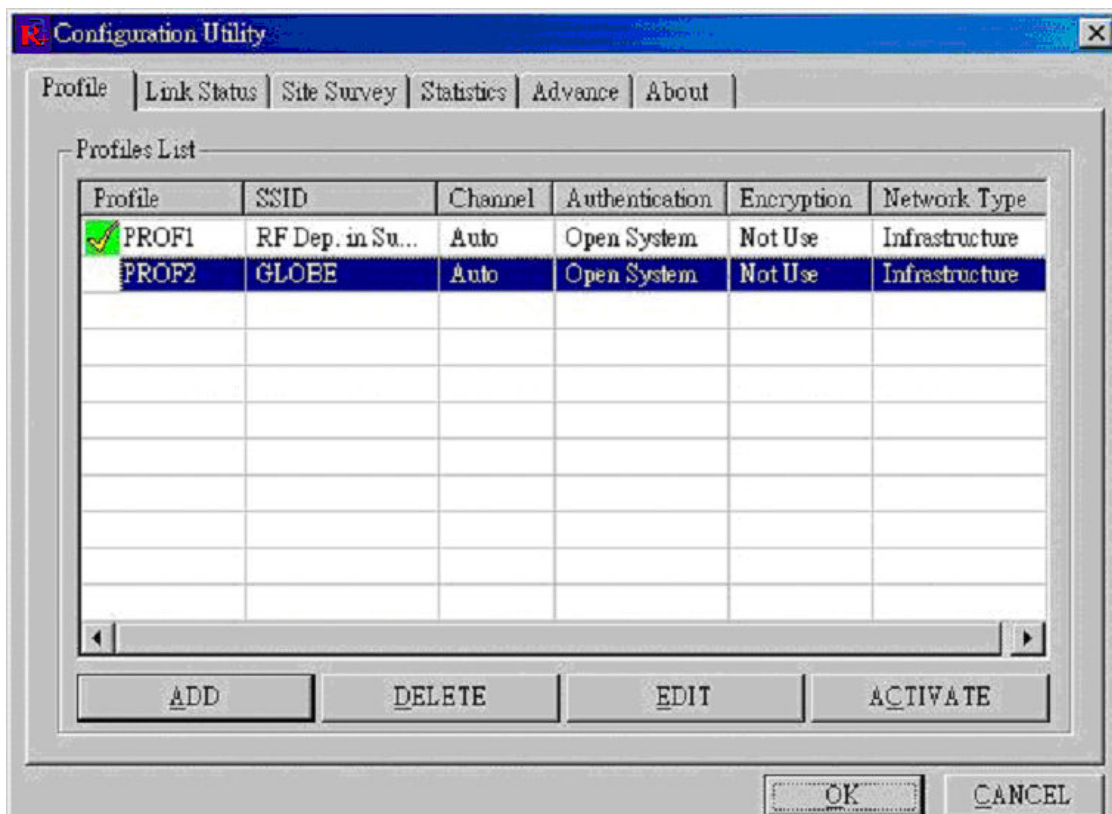 Configuration Utility
Profile Link Status Site Survey Statistics Advance About
Profiles List
Profile SSID Channel Authentication Encryption Network Type
PROF1 RF Dep. in Su... Auto Open System Not Use Infrastructure
PROF2 GLOBE Auto Open System Not Use Infrastructure
ADD DELETE EDIT ACTIVATE
OK CANCEL